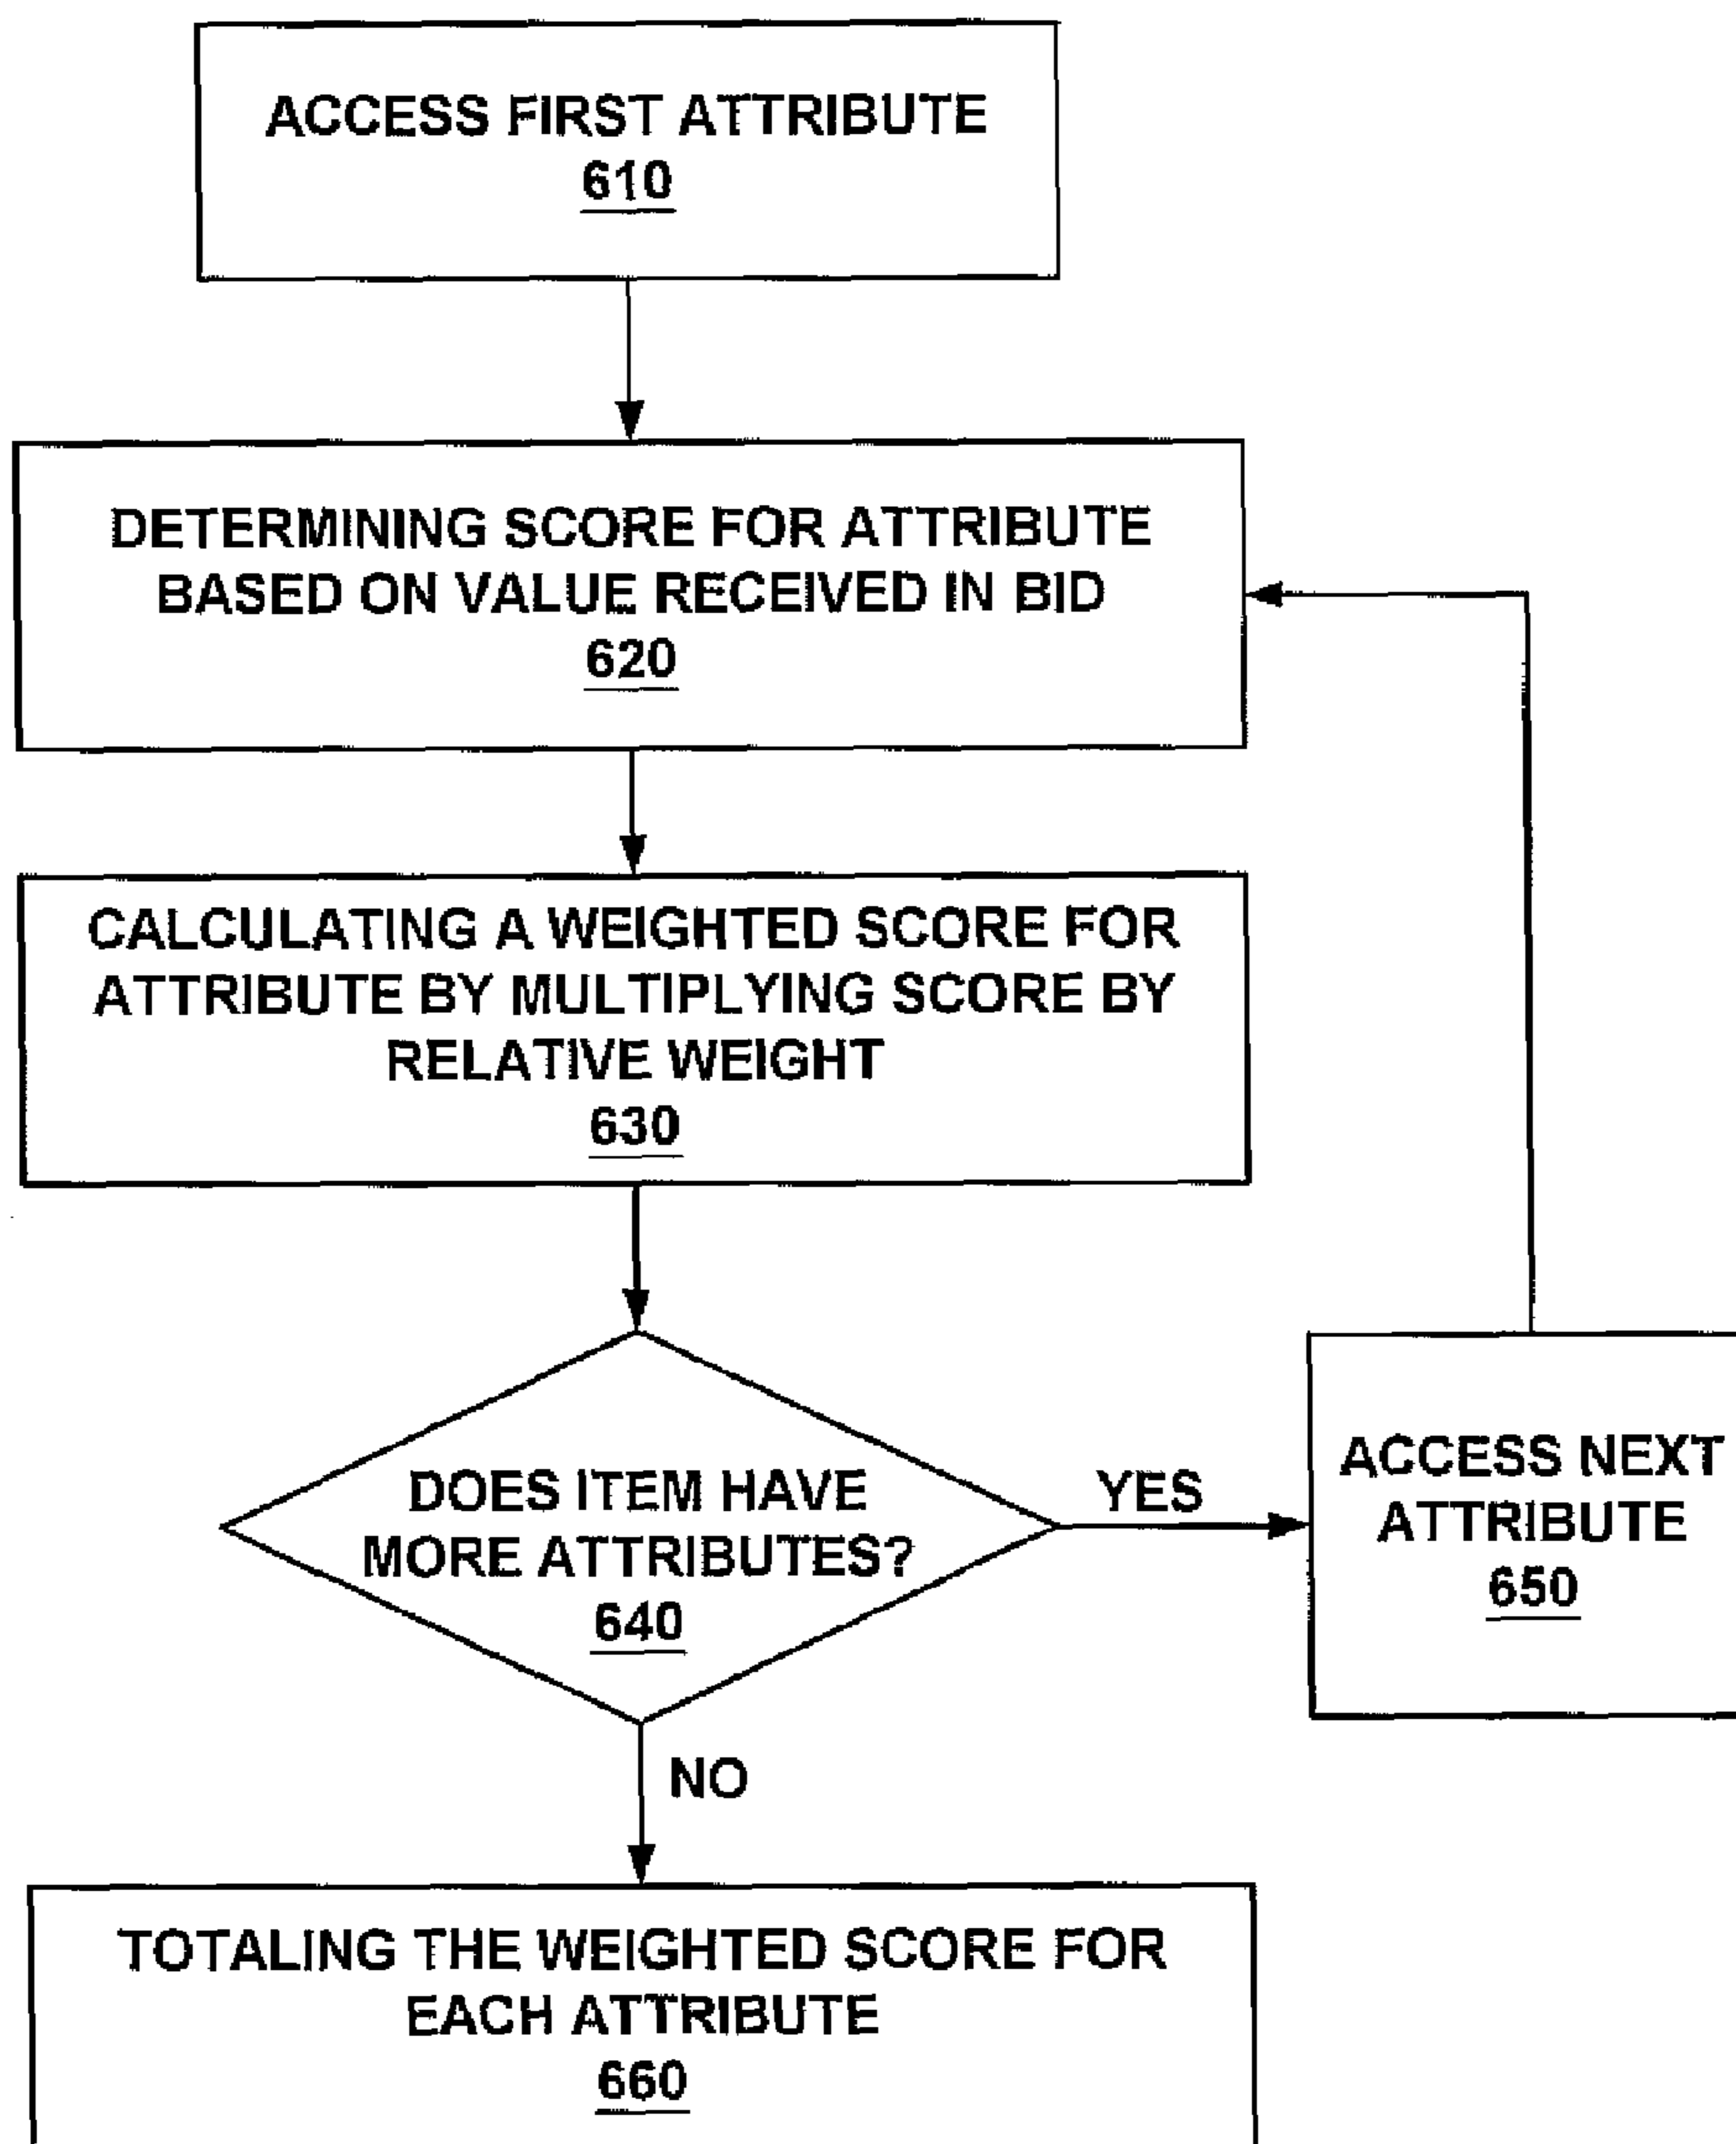 ACCESS FIRST ATTRIBUTE
610
DETERMINING SCORE FOR ATTRIBUTE
BASED ON VALUE RECEIVED IN BID
620
CALCULATING A WEIGHTED SCORE FOR
ATTRIBUTE BY MULTIPLYING SCORE BY
RELATIVE WEIGHT
630
DOES ITEM HAVE
MORE ATTRIBUTES?
640
YES
ACCESS NEXT
ATTRIBUTE
650
NO
TOTALING THE WEIGHTED SCORE FOR
EACH ATTRIBUTE
660